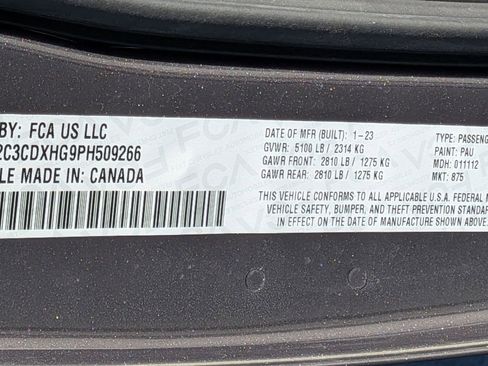 BY: FCA US LLC
2C3CDXHG9PH509266
LE MADE IN: CANADA
DATE OF MFR (BUILT): 1-23
GVWR: 5100 LB / 2314 KG
GAWR FRONT: 2810 LB / 1275 KG
GAWR REAR: 2810 LB / 1275 KG
TYPE: PASSENG
PAINT: PAU
MDH: 011112
MKT: 875
THIS VEHICLE CONFORMS TO ALL APPLICABLE U.S.A. FEDERAL M
VEHICLE SAFETY, BUMPER, AND THEFT PREVENTION STANDAR
EFFECT ON THE DATE OF MANUFACTURE SHOWN ABOVE.